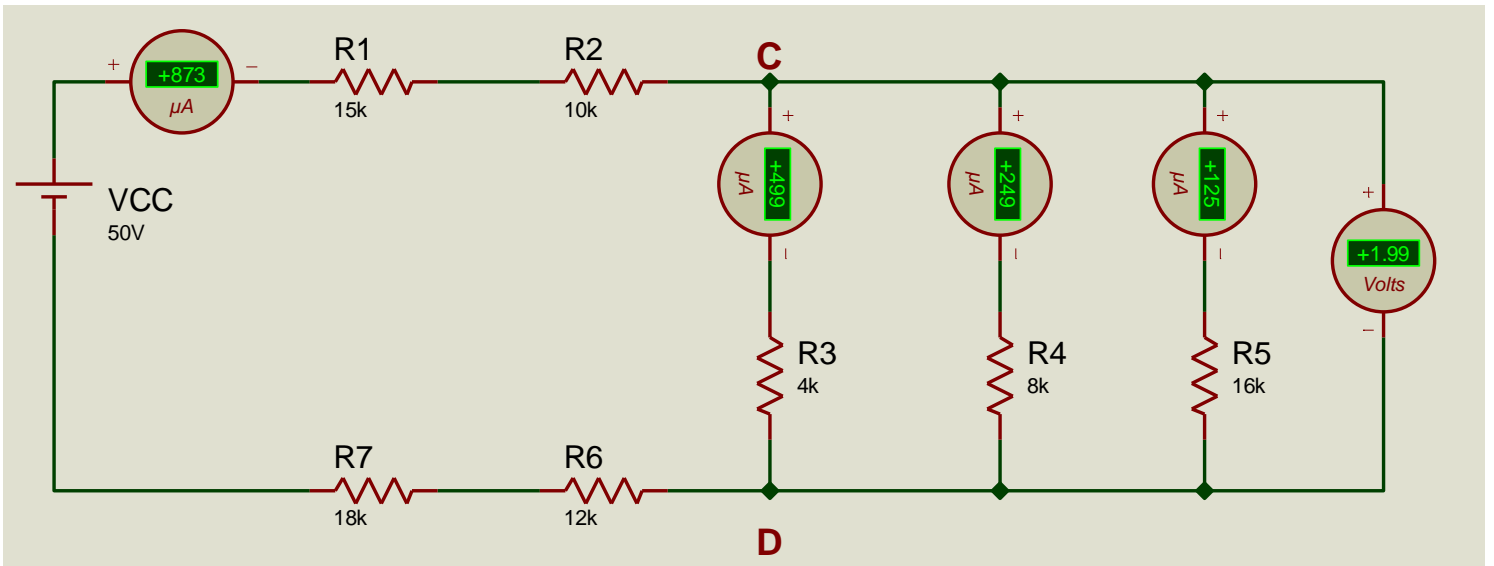 +873
µA
R1
15k
R2
10k
C
VCC
50V
+499
µA
+249
µA
+125
µA
+1.99
Volts
R3
4k
R4
8k
R5
16k
R7
18k
R6
12k
D